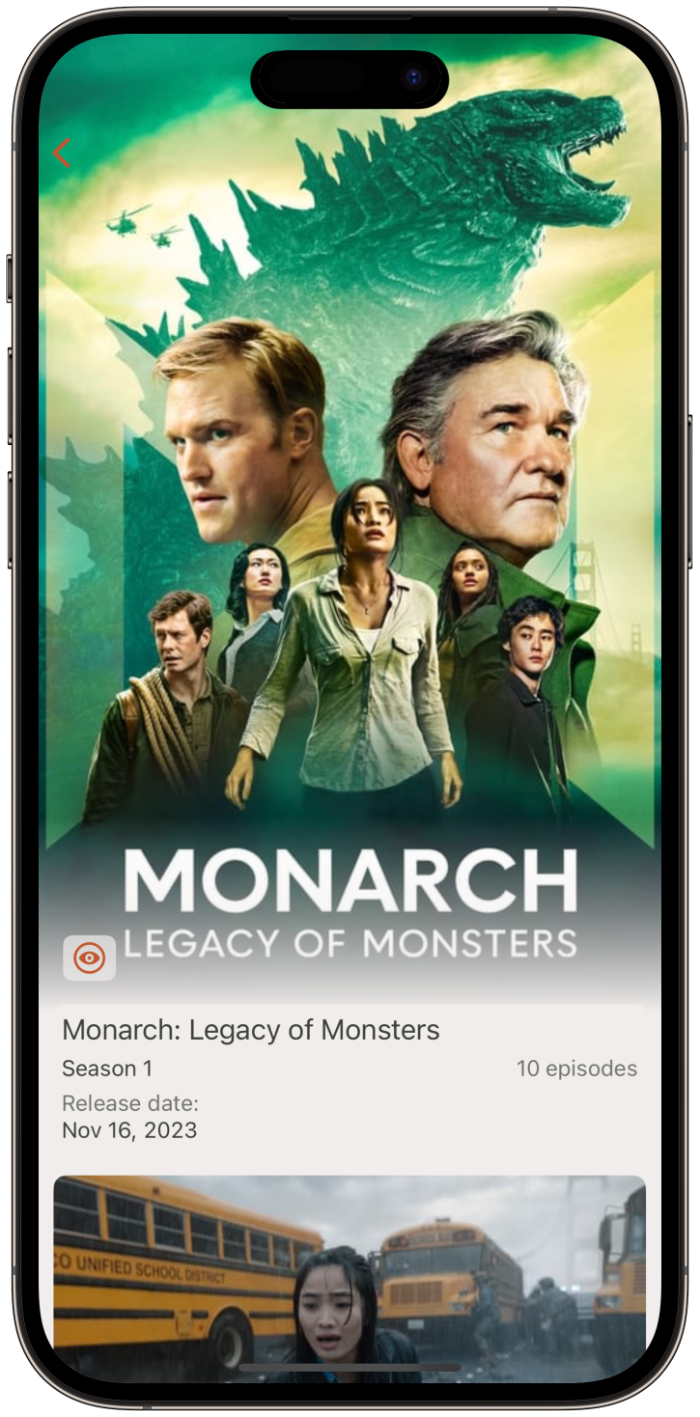 MONARCH
LEGACY OF MONSTERS
Monarch: Legacy of Monsters
Season 1
10 episodes
Release date:
Nov 16, 2023
CO UNIFIED SCHOOL DISTRICT